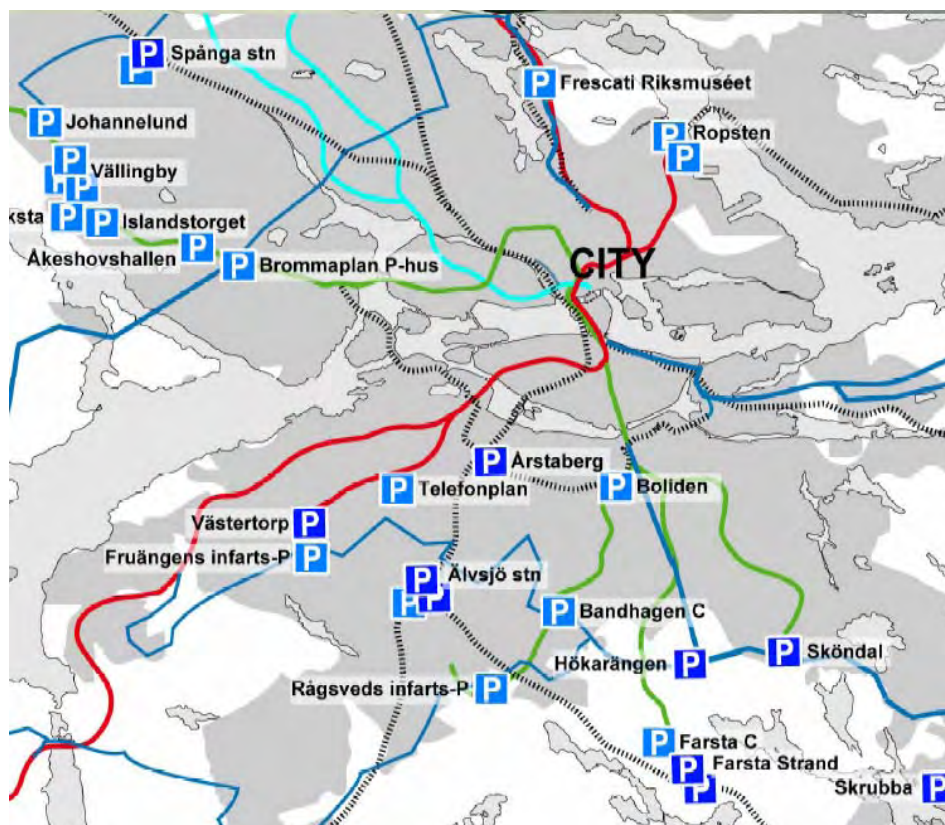 P Spånga stn
P
P Frescati Riksmuséet
P Johannelund
P Ropsten
P
P Vällingby
P
P
P Islandstorget
ksta P
Åkeshovshallen P
P Brommaplan P-hus
CITY
P Årstaberg
P Telefonplan
P Boliden
Västertorp P
Fruängens infarts-P P
P Älvsjö stn
P
P
P Bandhagen C
Hökarängen P
P Sköndal
Rågsveds infarts-P P
P Farsta C
P Farsta Strand
P
Skrubba P